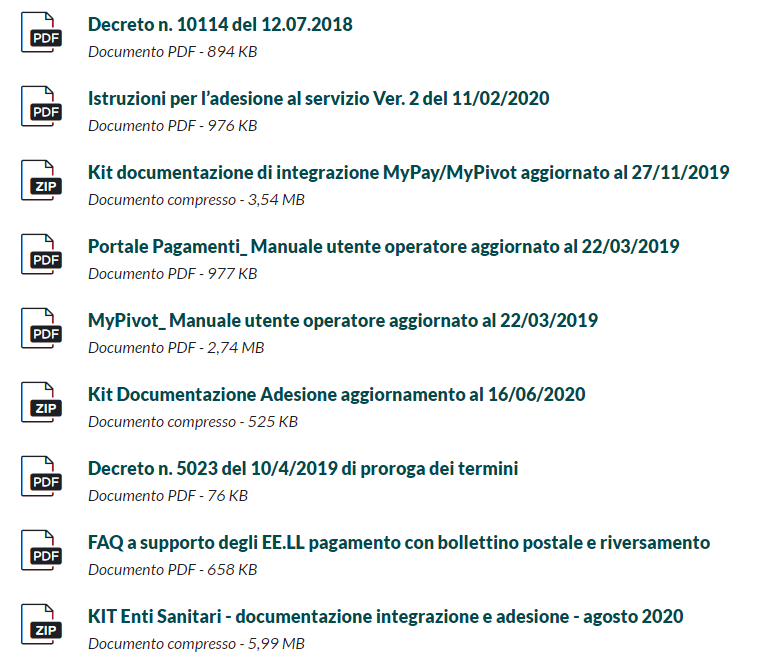 PDF
Decreto n. 10114 del 12.07.2018
Documento PDF - 894 KB
PDF
Istruzioni per l’adesione al servizio Ver. 2 del 11/02/2020
Documento PDF - 976 KB
ZIP
Kit documentazione di integrazione MyPay/MyPivot aggiornato al 27/11/2019
Documento compresso - 3,54 MB
PDF
Portale Pagamenti_ Manuale utente operatore aggiornato al 22/03/2019
Documento PDF - 977 KB
PDF
MyPivot_ Manuale utente operatore aggiornato al 22/03/2019
Documento PDF - 2,74 MB
ZIP
Kit Documentazione Adesione aggiornamento al 16/06/2020
Documento compresso - 525 KB
PDF
Decreto n. 5023 del 10/4/2019 di proroga dei termini
Documento PDF - 76 KB
PDF
FAQ a supporto degli EE.LL pagamento con bollettino postale e riversamento
Documento PDF - 658 KB
ZIP
KIT Enti Sanitari - documentazione integrazione e adesione - agosto 2020
Documento compresso - 5,99 MB